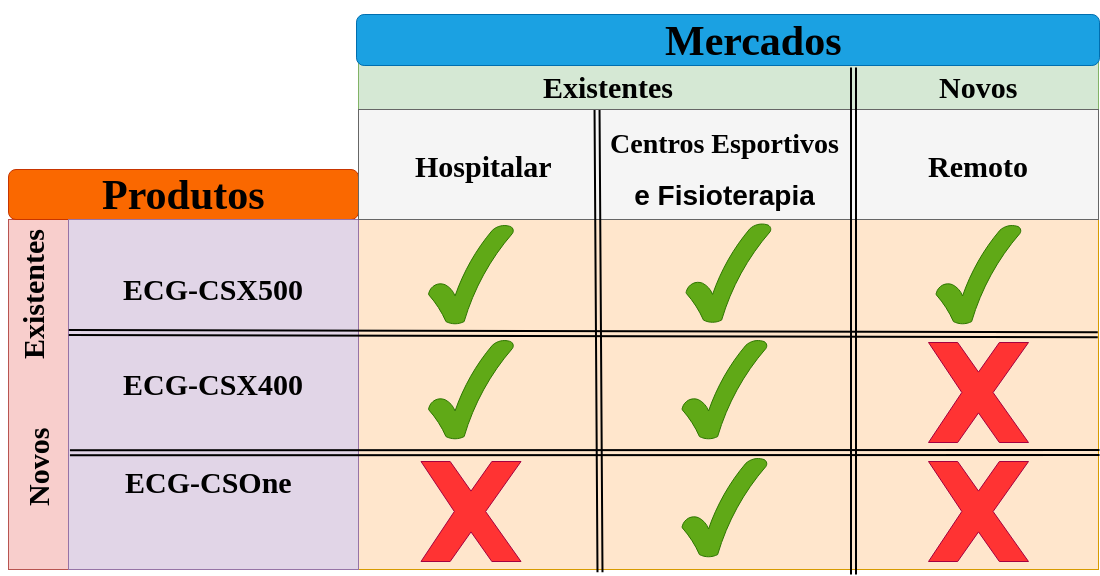 Mercados
Existentes
Novos
Hospitalar
Centros Esportivos
e Fisioterapia
Remoto
Produtos
Existentes
ECG-CSX500
ECG-CSX400
Novos
ECG-CSOne